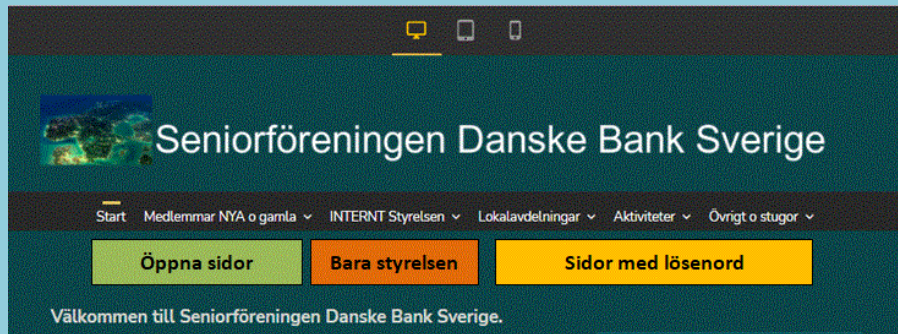 Seniorföreningen Danske Bank Sverige
Start Medlemmar NYA o gamla INTERNT Styrelsen Lokalavdelningar Aktiviteter Övrigt o stugor
Öppna sidor Bara styrelsen Sidor med lösenord
Välkommen till Seniorföreningen Danske Bank Sverige.